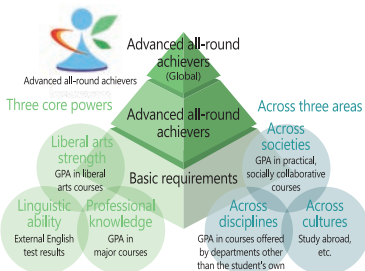 Advanced all-round
achievers
(Global)
Advanced all-round achievers
Three core powers
Advanced all-round
achievers
Across three areas
Liberal arts
strength
GPA in liberal
arts courses
Across
societies
GPA in practical,
socially collaborative
courses
Basic requirements
Linguistic
ability
External English
test results
Professional
knowledge
GPA in
major courses
Across
disciplines
GPA in courses offered
by departments other
than the student's own
Across
cultures
Study abroad,
etc.